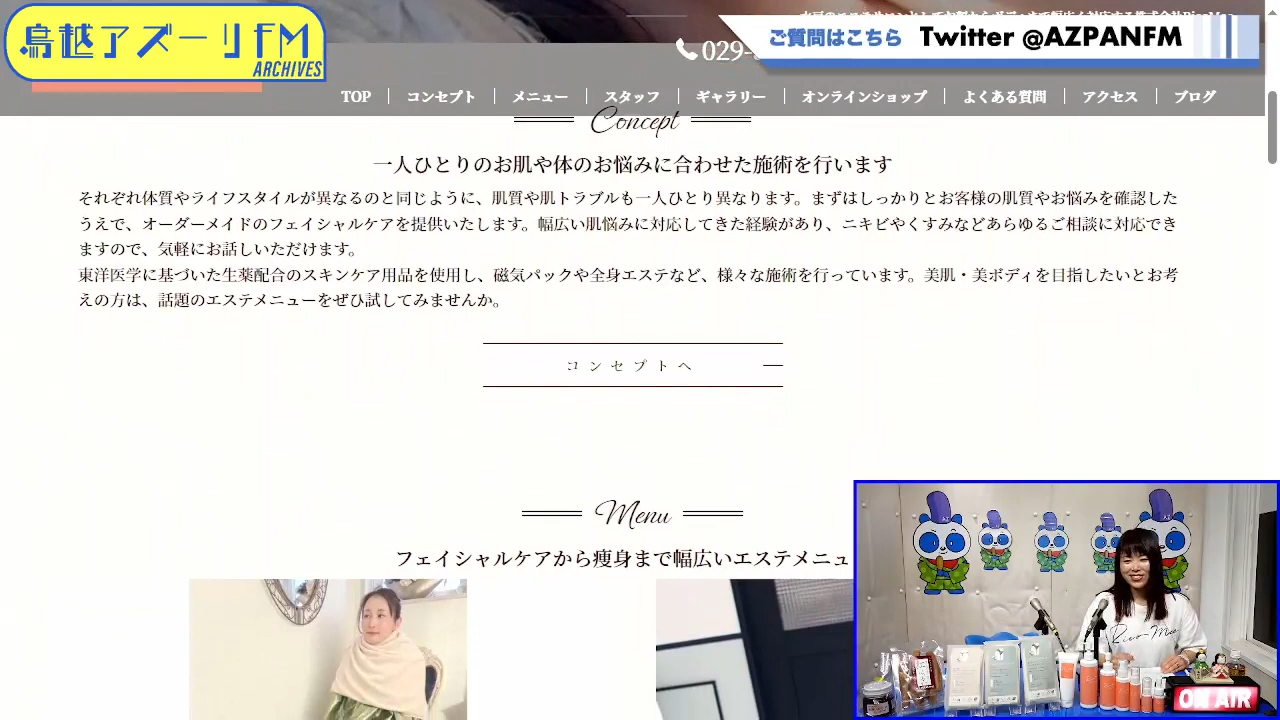 鳥越アズーリFM
ARCHIVES
ご質問はこちら Twitter @AZPANFM
029-
TOP コンセプト メニュー スタッフ ギャラリー オンラインショップ よくある質問 アクセス ブログ
Concept
一人ひとりのお肌や体のお悩みに合わせた施術を行います
それぞれ体質やライフスタイルが異なるのと同じように、肌質や肌トラブルも一人ひとり異なります。まずはしっかりとお客様の肌質やお悩みを確認した
うえで、オーダーメイドのフェイシャルケアを提供いたします。幅広い肌悩みに対応してきた経験があり、ニキビやくすみなどあらゆるご相談に対応でき
ますので、気軽にお話しいただけます。
東洋医学に基づいた生薬配合のスキンケア用品を使用し、磁気パックや全身エステなど、様々な施術を行っています。美肌・美ボディを目指したいとお考
えの方は、話題のエステメニューをぜひ試してみませんか。
コンセプトへ
Menu
フェイシャルケアから痩身まで幅広いエステメニュ
ON AIR